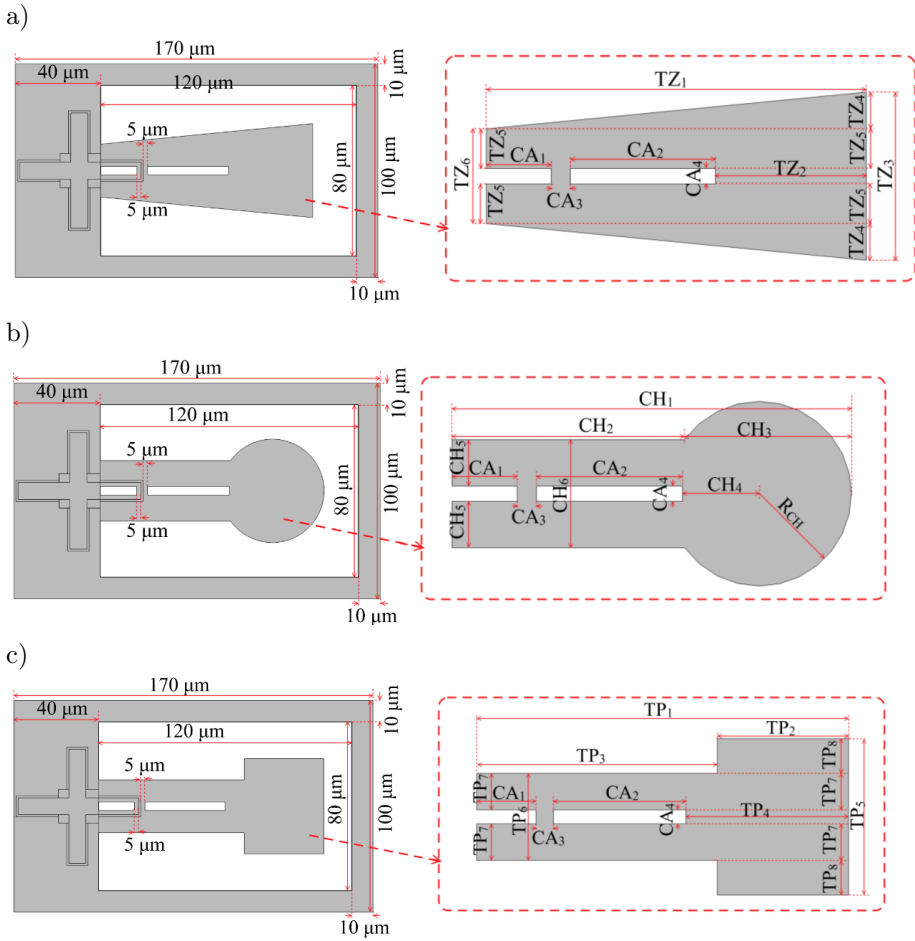 a)
170 μm
40 μm
120 μm
10 μm
5 μm
5 μm
80 μm
100 μm
10 μm
TZ1
TZ4
TZ5
TZ6
TZ5
CA1
CA2
CA4
TZ2
TZ3
CA3
TZ5
TZ5
TZ4
b)
170 μm
40 μm
120 μm
10 μm
5 μm
5 μm
80 μm
100 μm
10 μm
CH1
CH2
CH3
CH5
CA1
CA2
CH6
CA4
CH4
CA3
CH5
RCH
c)
170 μm
40 μm
120 μm
10 μm
5 μm
5 μm
80 μm
100 μm
10 μm
TP1
TP2
TP3
TP8
TP7
CA1
CA2
TP7
TP6
CA4
TP4
TP5
CA3
TP7
TP7
TP8